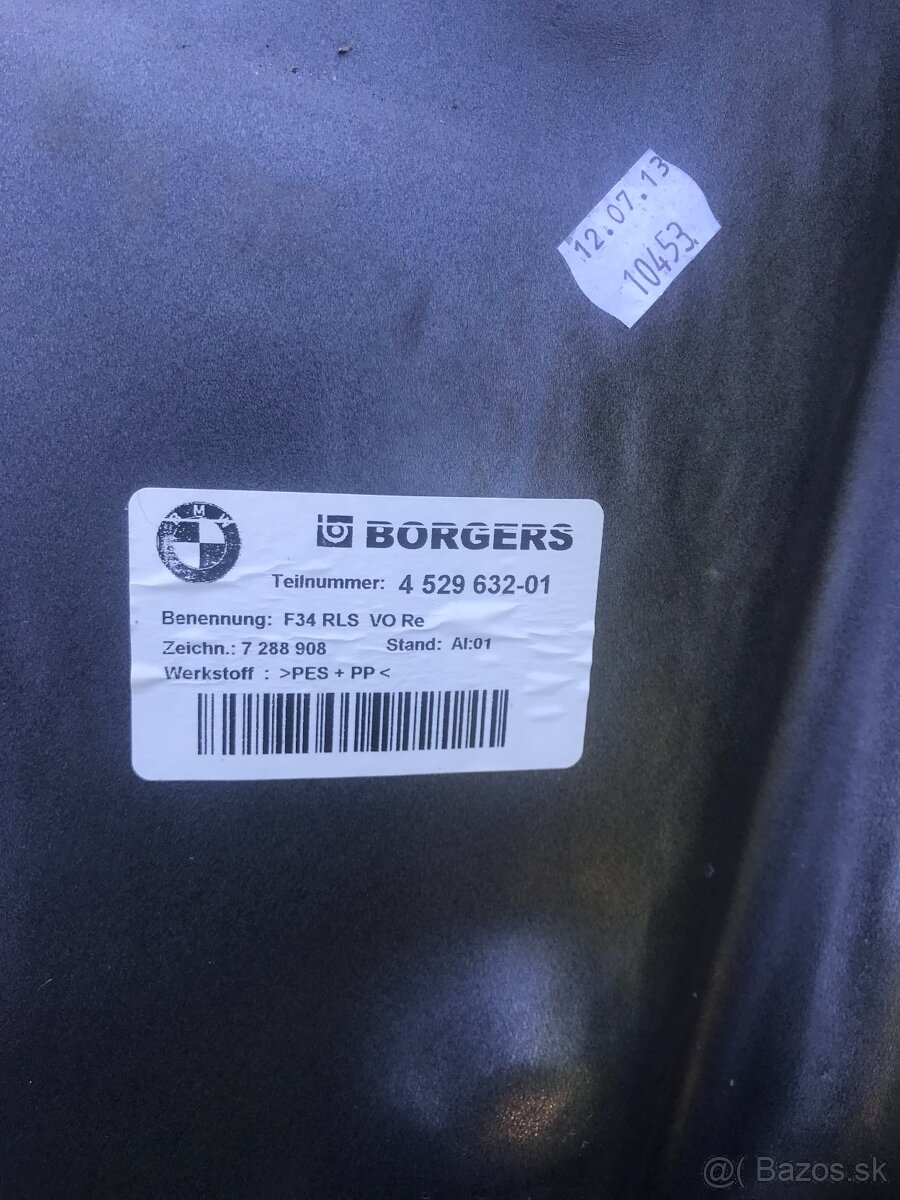 12.07.13
10453
BMW
BORGERS
Teilnummer: 4 529 632-01
Benennung: F34 RLS VO Re
Zeichn.: 7 288 908 Stand: AI:01
Werkstoff : >PES + PP<
@( Bazos.sk